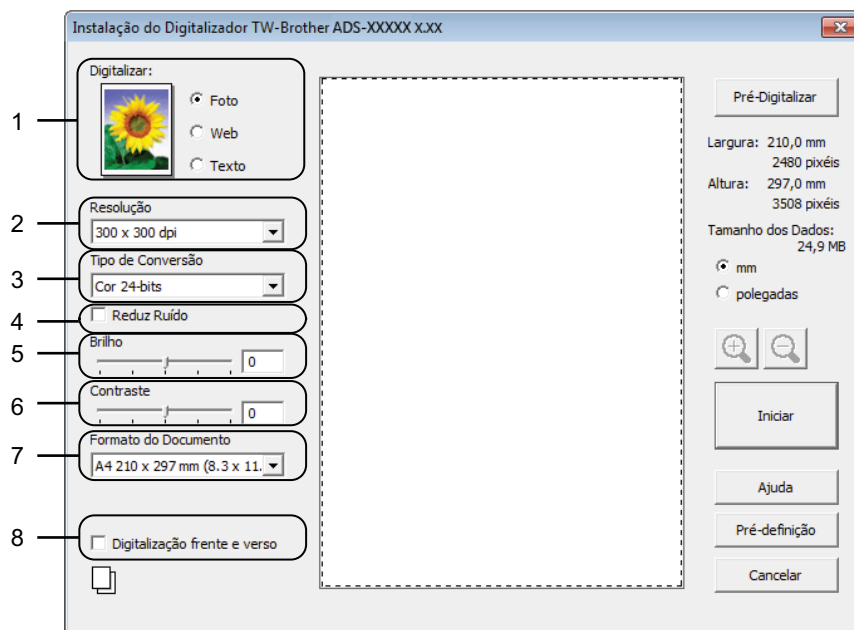 Instalação do Digitalizador TW-Brother ADS-XXXXX X.XX
1
Digitalizar:
Foto
Web
Texto
2
Resolução
300 x 300 dpi
3
Tipo de Conversão
Cor 24-bits
4
Reduz Ruído
5
Brilho
0
6
Contraste
0
7
Formato do Documento
A4 210 x 297 mm (8.3 x 11.
8
Digitalização frente e verso
Pré-Digitalizar
Largura: 210,0 mm
2480 pixéis
Altura: 297,0 mm
3508 pixéis
Tamanho dos Dados:
24,9 MB
mm
polegadas
Iniciar
Ajuda
Pré-definição
Cancelar